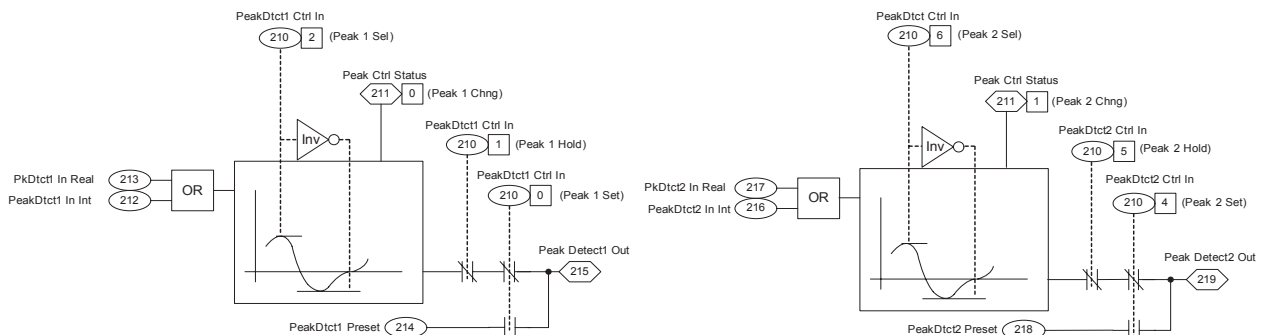 PeakDtct1 Ctrl In
210 2 (Peak 1 Sel)
Peak Ctrl Status
211 0 (Peak 1 Chng)
Inv
PeakDtct1 Ctrl In
210 1 (Peak 1 Hold)
PeakDtct1 Ctrl In
210 0 (Peak 1 Set)
PkDtct1 In Real 213
PeakDtct1 In Int 212
OR
Peak Detect1 Out
215
PeakDtct1 Preset 214
PeakDtct Ctrl In
210 6 (Peak 2 Sel)
Peak Ctrl Status
211 1 (Peak 2 Chng)
Inv
PeakDtct2 Ctrl In
210 5 (Peak 2 Hold)
PeakDtct2 Ctrl In
210 4 (Peak 2 Set)
PkDtct2 In Real 217
PeakDtct2 In Int 216
OR
Peak Detect2 Out
219
PeakDtct2 Preset 218